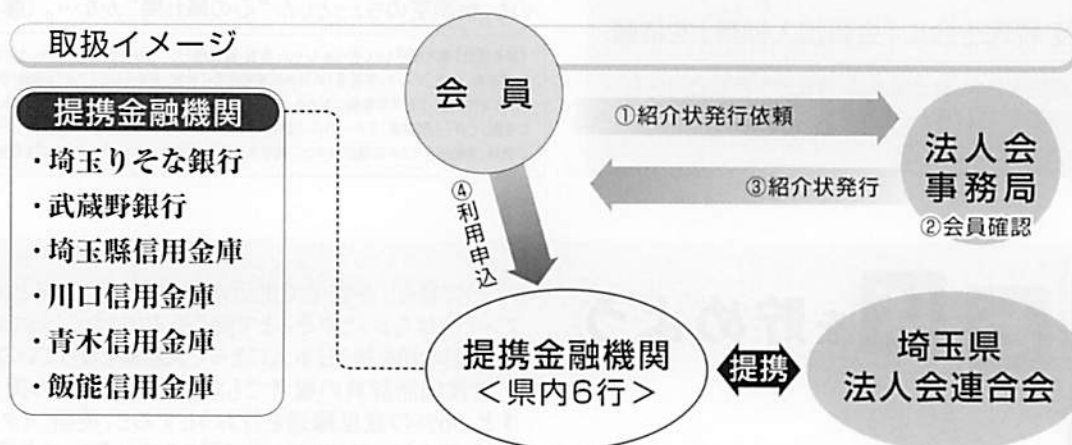 取扱イメージ
提携金融機関
・埼玉りそな銀行
・武蔵野銀行
・埼玉縣信用金庫
・川口信用金庫
・青木信用金庫
・飯能信用金庫
会員
①紹介状発行依頼
法人会
事務局
②会員確認
③紹介状発行
④利用申込
提携金融機関
<県内6行>
提携
埼玉県
法人会連合会